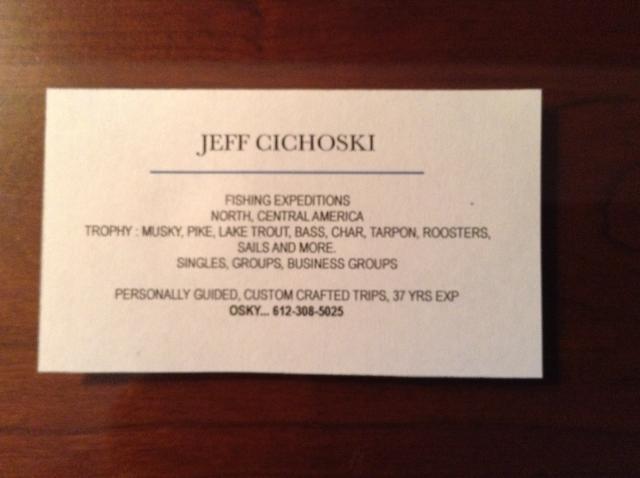 JEFF CICHOSKI
FISHING EXPEDITIONS
NORTH, CENTRAL AMERICA
TROPHY : MUSKY, PIKE, LAKE TROUT, BASS, CHAR, TARPON, ROOSTERS,
SAILS AND MORE.
SINGLES, GROUPS, BUSINESS GROUPS
PERSONALLY GUIDED, CUSTOM CRAFTED TRIPS, 37 YRS EXP
OSKY... 612-308-5025